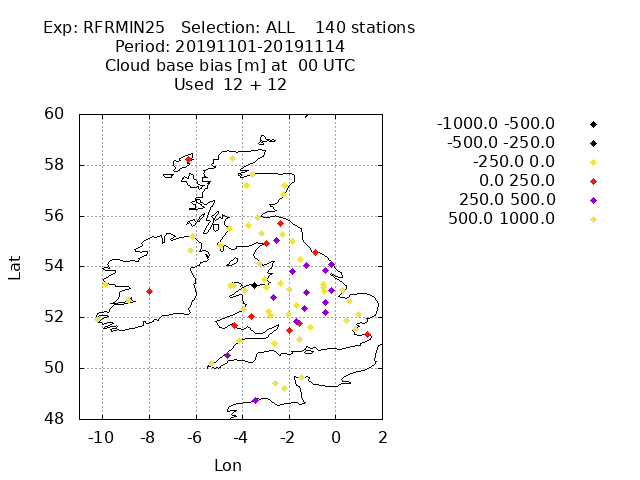 Exp: RFRMIN25   Selection: ALL    140 stations
Period: 20191101-20191114
Cloud base bias [m] at  00 UTC
Used  12 + 12
-1000.0 -500.0
-500.0 -250.0
-250.0 0.0
0.0 250.0
250.0 500.0
500.0 1000.0
60
58
56
54
52
50
48
Lat
-10 -8 -6 -4 -2 0 2
Lon